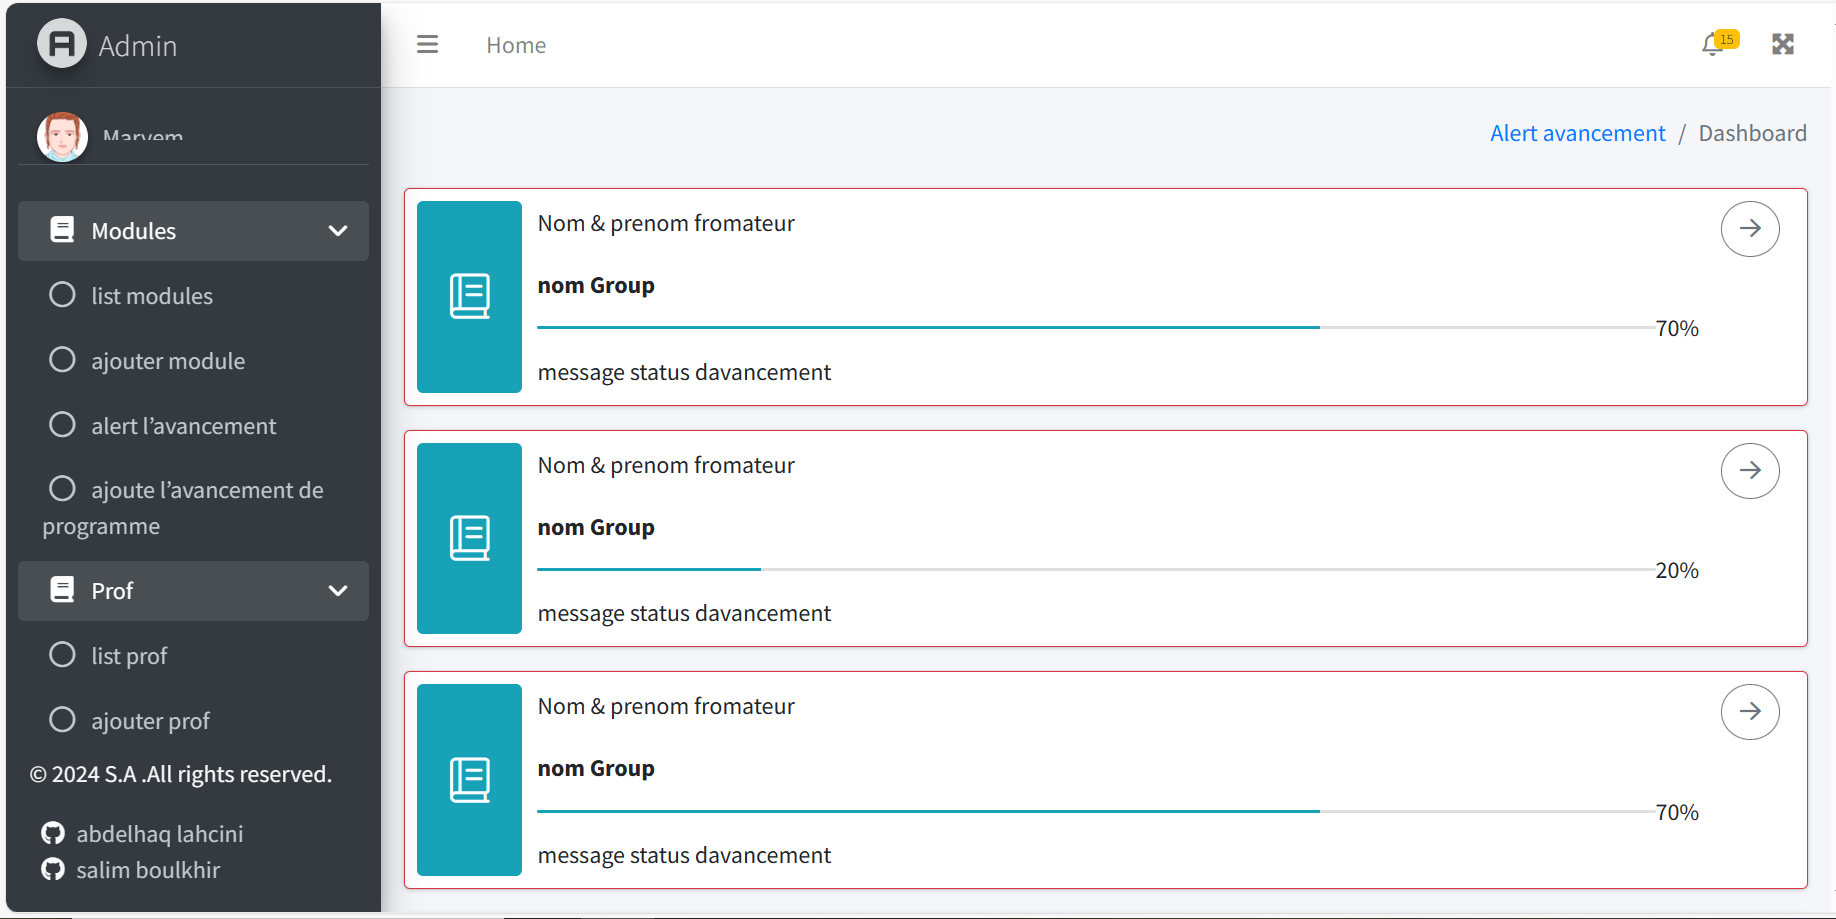 Admin
Home
15
Maryem
Alert avancement / Dashboard
Modules
list modules
ajouter module
alert l’avancement
ajoute l’avancement de
programme
Prof
list prof
ajouter prof
© 2024 S.A .All rights reserved.
abdelhaq lahcini
salim boulkhir
Nom & prenom fromateur
nom Group
70%
message status davancement
Nom & prenom fromateur
nom Group
20%
message status davancement
Nom & prenom fromateur
nom Group
70%
message status davancement